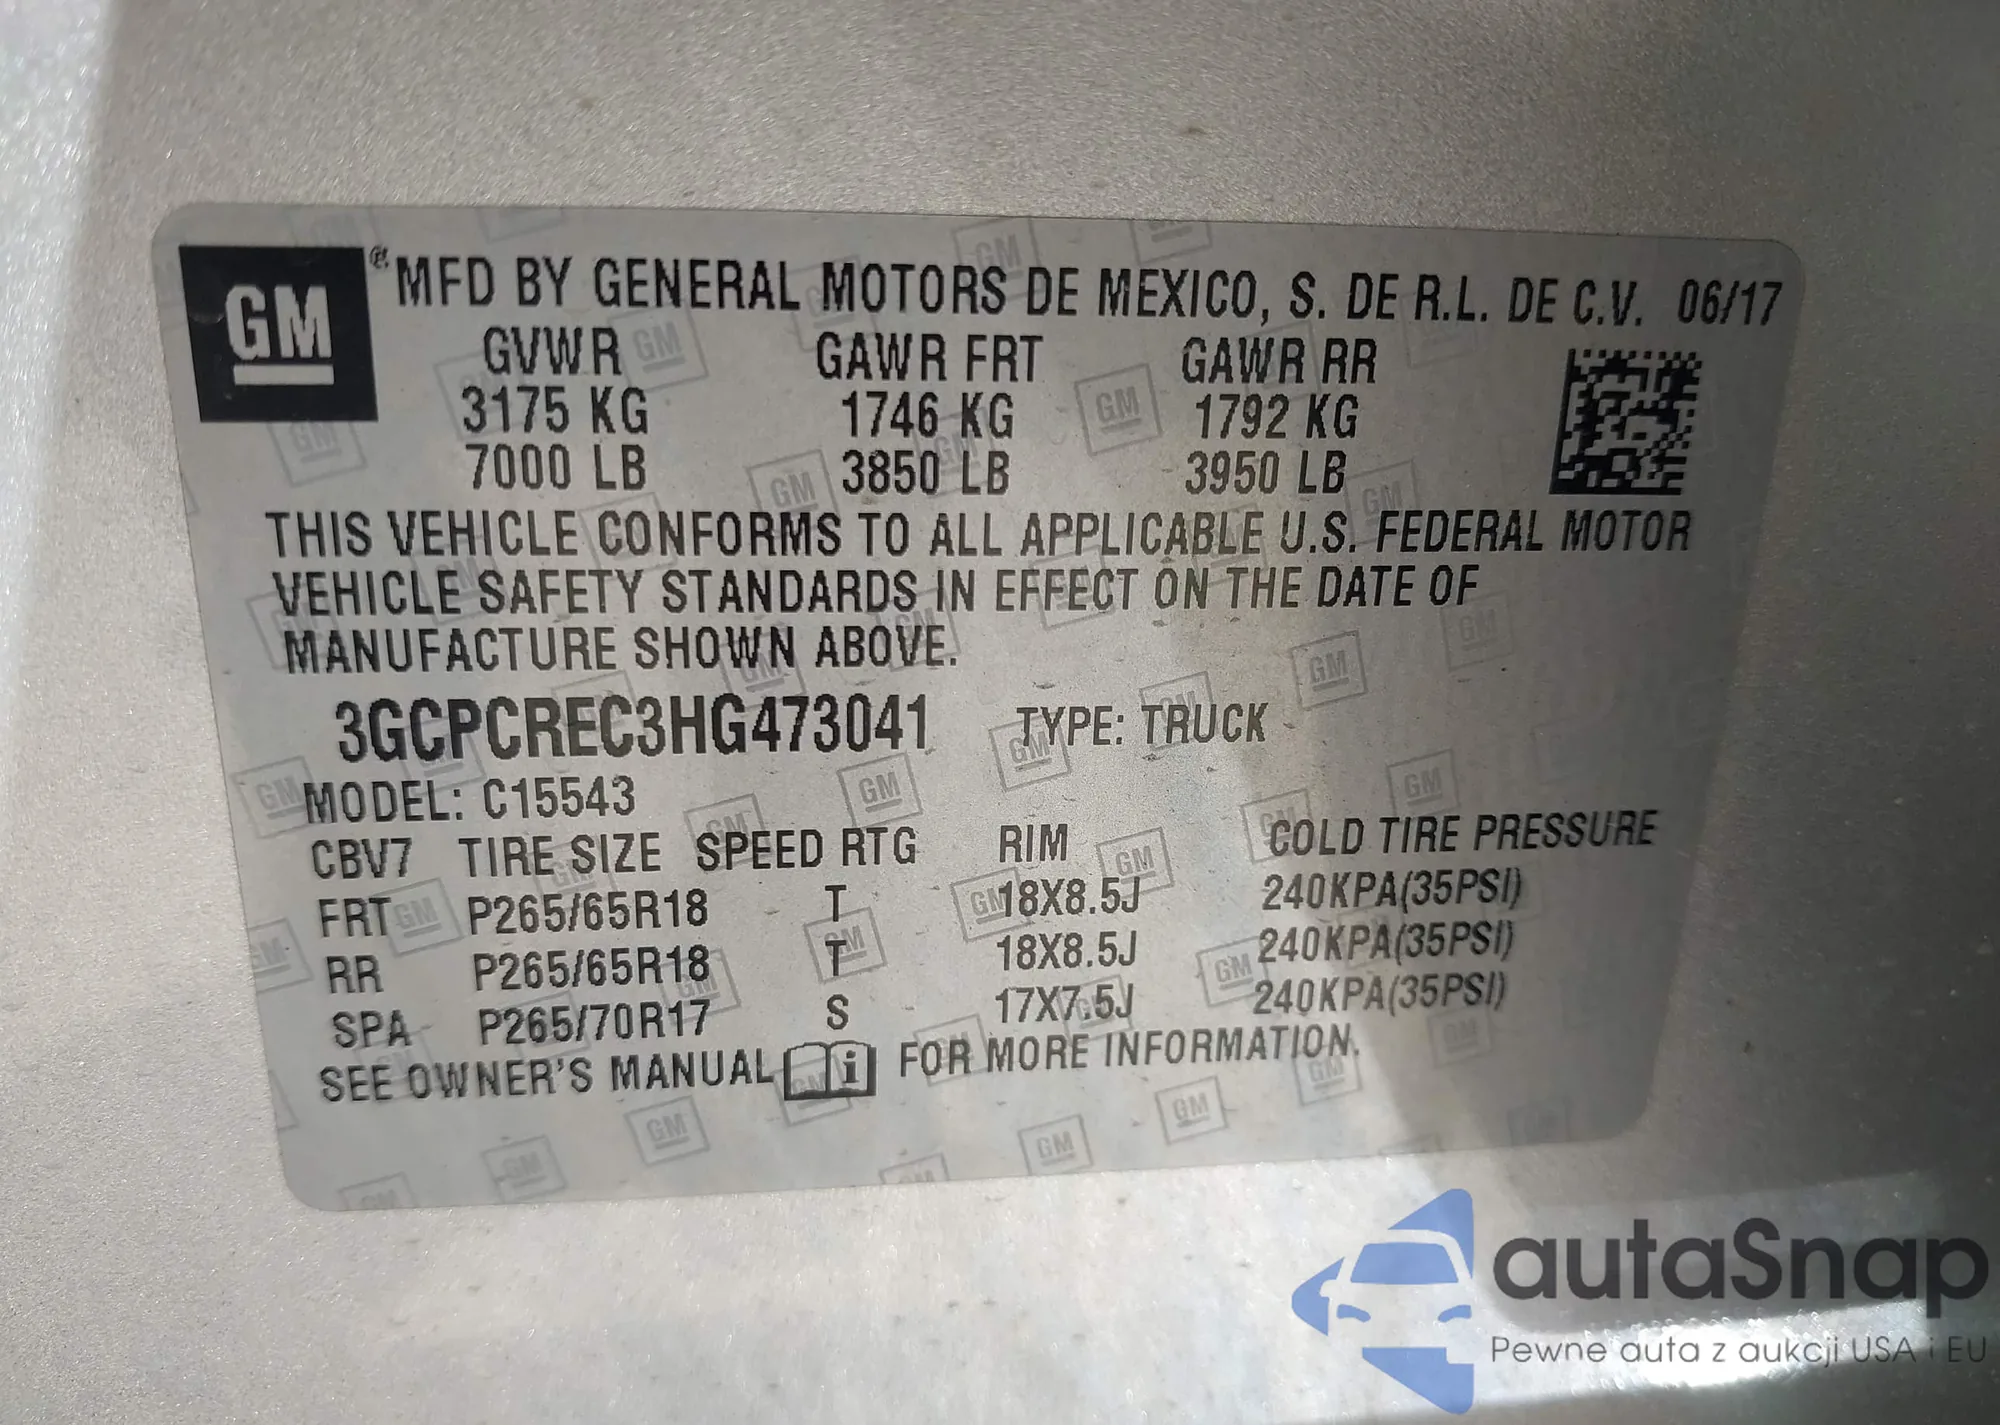 GM ® MFD BY GENERAL MOTORS DE MEXICO, S. DE R.L. DE C.V. 06/17
GVWR GAWR FRT GAWR RR
3175 KG 1746 KG 1792 KG
7000 LB 3850 LB 3950 LB
THIS VEHICLE CONFORMS TO ALL APPLICABLE U.S. FEDERAL MOTOR
VEHICLE SAFETY STANDARDS IN EFFECT ON THE DATE OF
MANUFACTURE SHOWN ABOVE.
3GCPCREC3HG473041 TYPE: TRUCK
MODEL: C15543
CBV7 TIRE SIZE SPEED RTG RIM COLD TIRE PRESSURE
FRT P265/65R18 T 18X8.5J 240KPA(35PSI)
RR P265/65R18 T 18X8.5J 240KPA(35PSI)
SPA P265/70R17 S 17X7.5J 240KPA(35PSI)
SEE OWNER'S MANUAL i FOR MORE INFORMATION.
autaSnap
Pewne auta z aukcji USA i EU